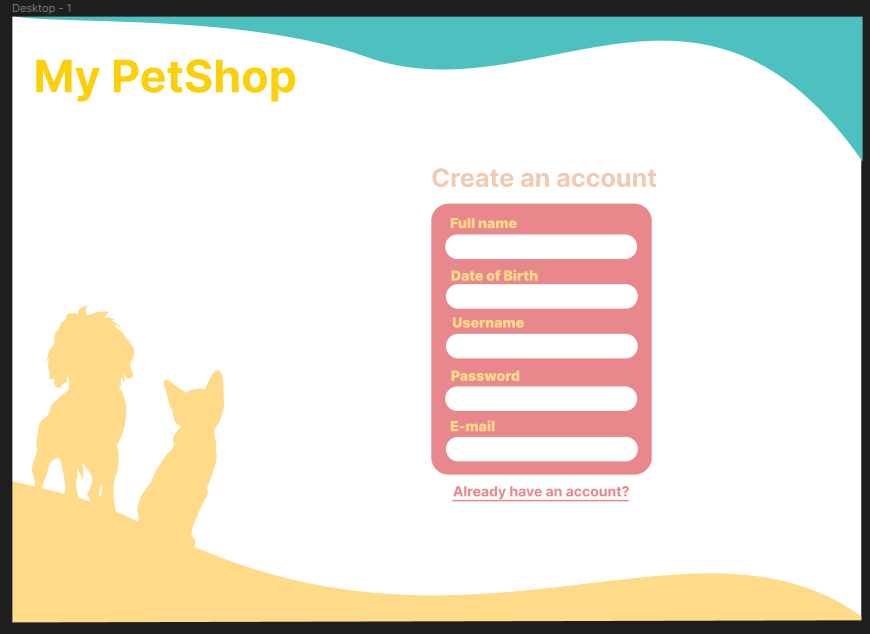 Desktop - 1
My PetShop
Create an account
Full name
Date of Birth
Username
Password
E-mail
Already have an account?